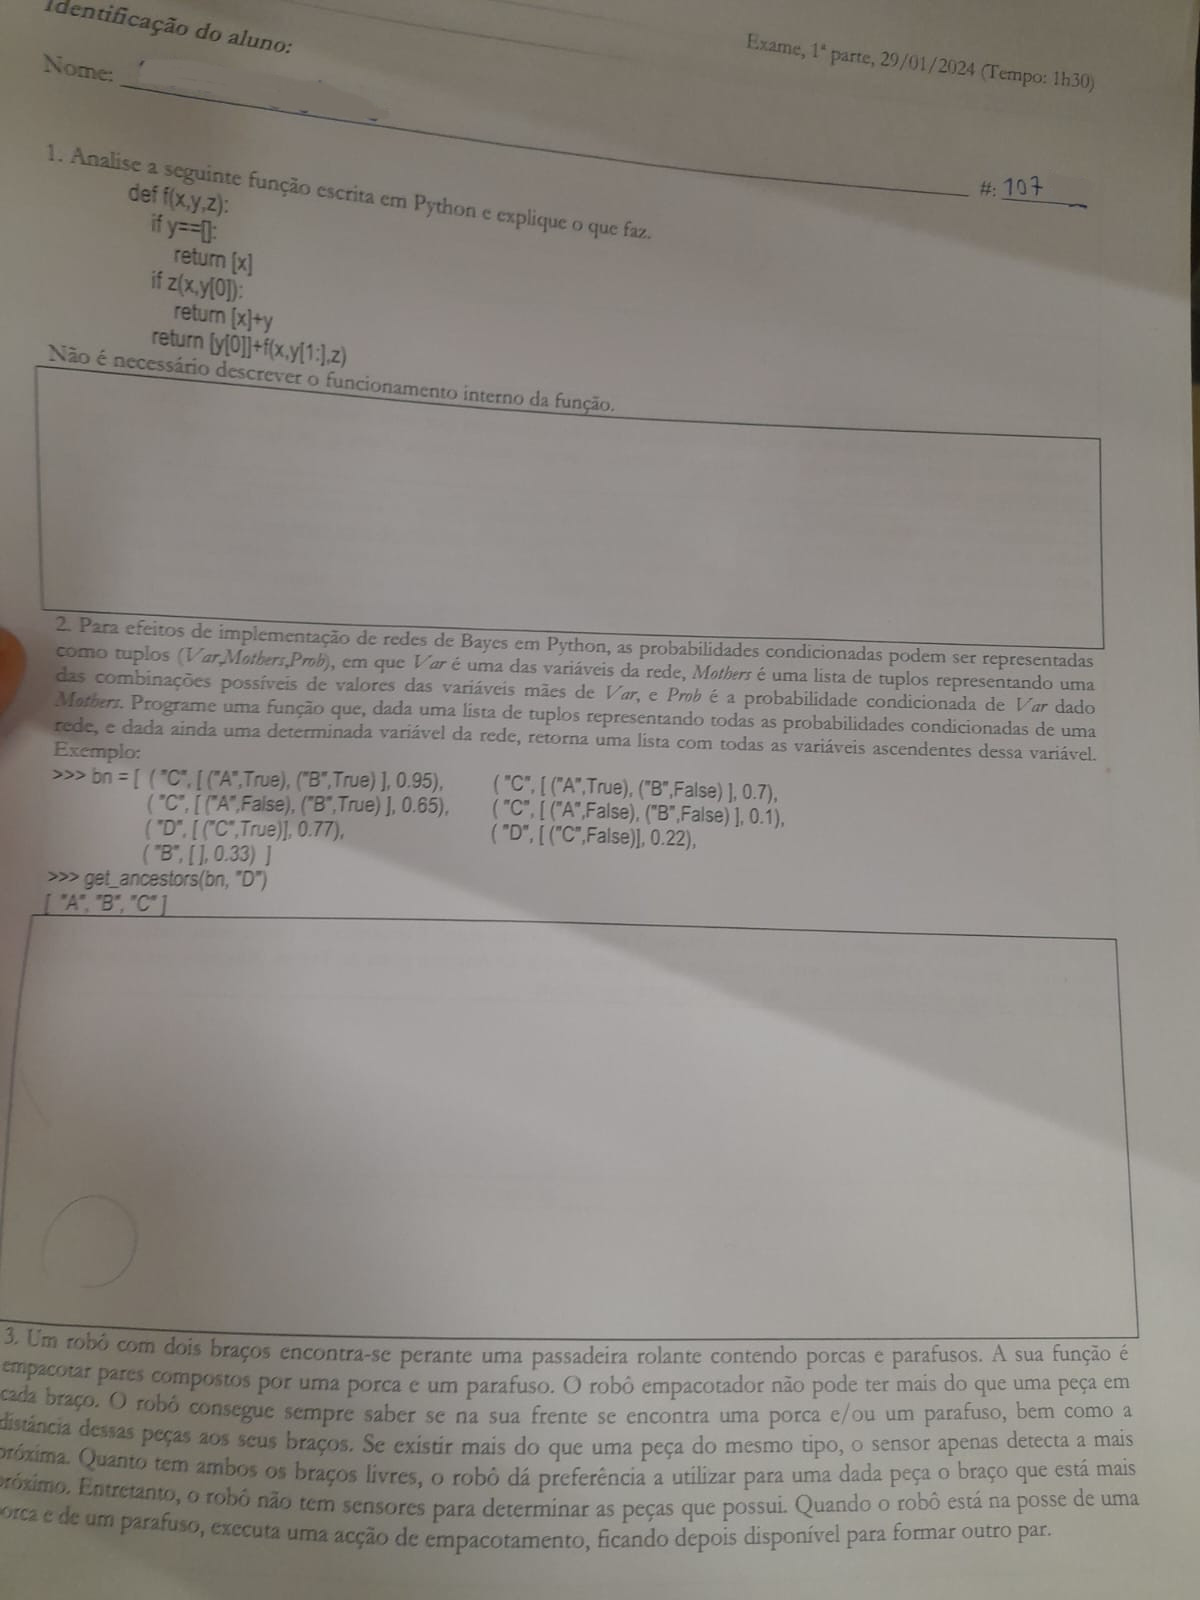 Identificação do aluno:
Exame, 1ª parte, 29/01/2024 (Tempo: 1h30)
Nome:
#: 107
1. Analise a seguinte função escrita em Python e explique o que faz.
def f(x,y,z):
if y==[]:
return [x]
if z(x,y[0]):
return [x]+y
return [y[0]]+f(x,y[1:],z)
Não é necessário descrever o funcionamento interno da função.
2. Para efeitos de implementação de redes de Bayes em Python, as probabilidades condicionadas podem ser representadas
como tuplos (Var,Mothers,Prob), em que Var é uma das variáveis da rede, Mothers é uma lista de tuplos representando uma
das combinações possíveis de valores das variáveis mães de Var, e Prob é a probabilidade condicionada de Var dado
Mothers. Programe uma função que, dada uma lista de tuplos representando todas as probabilidades condicionadas de uma
rede, e dada ainda uma determinada variável da rede, retorna uma lista com todas as variáveis ascendentes dessa variável.
Exemplo:
>>> bn = [ ( "C", [ ("A",True), ("B",True) ], 0.95), ( "C", [ ("A",True), ("B",False) ], 0.7),
( "C", [ ("A",False), ("B",True) ], 0.65), ( "C", [ ("A",False), ("B",False) ], 0.1),
( "D", [ ("C",True)], 0.77), ( "D", [ ("C",False)], 0.22),
( "B", [ ], 0.33) ]
>>> get_ancestors(bn, "D")
[ "A", "B", "C" ]
3. Um robô com dois braços encontra-se perante uma passadeira rolante contendo porcas e parafusos. A sua função é
empacotar pares compostos por uma porca e um parafuso. O robô empacotador não pode ter mais do que uma peça em
cada braço. O robô consegue sempre saber se na sua frente se encontra uma porca e/ou um parafuso, bem como a
distância dessas peças aos seus braços. Se existir mais do que uma peça do mesmo tipo, o sensor apenas detecta a mais
próxima. Quanto tem ambos os braços livres, o robô dá preferência a utilizar para uma dada peça o braço que está mais
próximo. Entretanto, o robô não tem sensores para determinar as peças que possui. Quando o robô está na posse de uma
porca e de um parafuso, executa uma acção de empacotamento, ficando depois disponível para formar outro par.